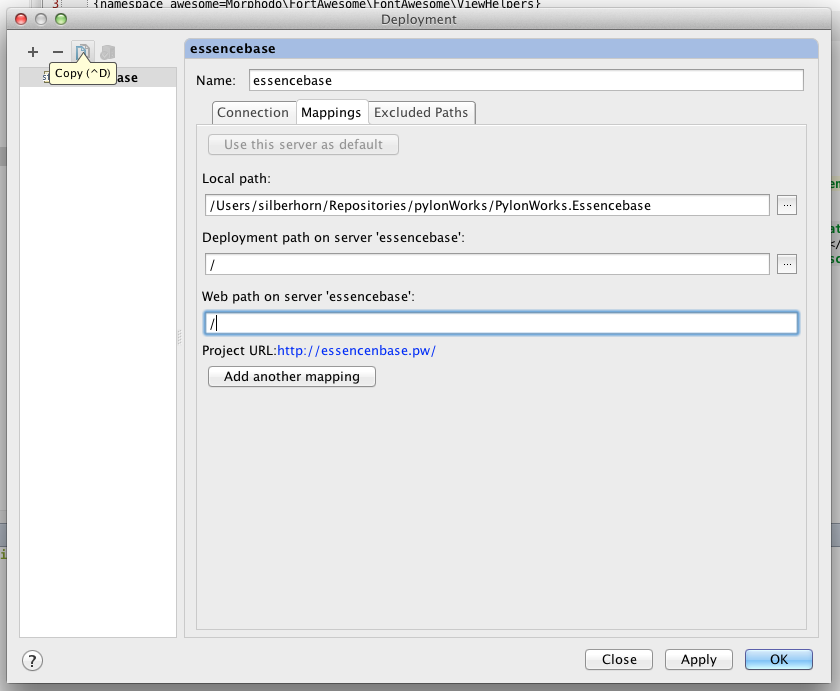 3 {namespace awesome=Morphodo\FortAwesome\FontAwesome\ViewHelpers}
Deployment
essencebase
Copy (^D)
ase
Name: essencebase
Connection Mappings Excluded Paths
Use this server as default
Local path:
/Users/silberhorn/Repositories/pylonWorks/PylonWorks.Essencebase
...
Deployment path on server 'essencebase':
/
...
Web path on server 'essencebase':
/
Project URL:http://essencenbase.pw/
Add another mapping
?
Close Apply OK